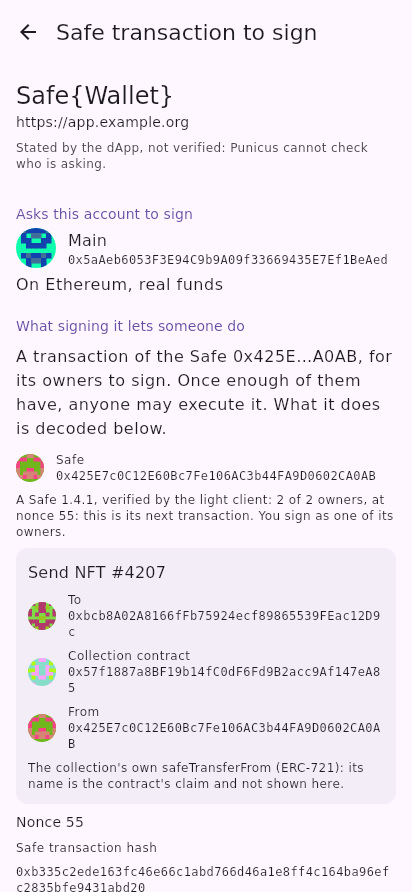 Safe transaction to sign
Safe{Wallet}
https://app.example.org
Stated by the dApp, not verified: Punicus cannot check
who is asking.
Asks this account to sign
Main
0x5aAeb6053F3E94C9b9A09f33669435E7Ef1BeAed
On Ethereum, real funds
What signing it lets someone do
A transaction of the Safe 0x425E…A0AB, for
its owners to sign. Once enough of them
have, anyone may execute it. What it does
is decoded below.
Safe
0x425E7c0C12E60Bc7Fe106AC3b44FA9D0602CA0AB
A Safe 1.4.1, verified by the light client: 2 of 2 owners, at
nonce 55: this is its next transaction. You sign as one of its
owners.
Send NFT #4207
To
0xbcb8A02A8166fFb75924ecf89865539FEac12D9
c
Collection contract
0x57f1887a8BF19b14fC0dF6Fd9B2acc9Af147eA8
5
From
0x425E7c0C12E60Bc7Fe106AC3b44FA9D0602CA0A
B
The collection's own safeTransferFrom (ERC-721): its
name is the contract's claim and not shown here.
Nonce 55
Safe transaction hash
0xb335c2ede163fc46e66c1abd766d46a1e8ff4c164ba96ef
c2835bfe9431abd20